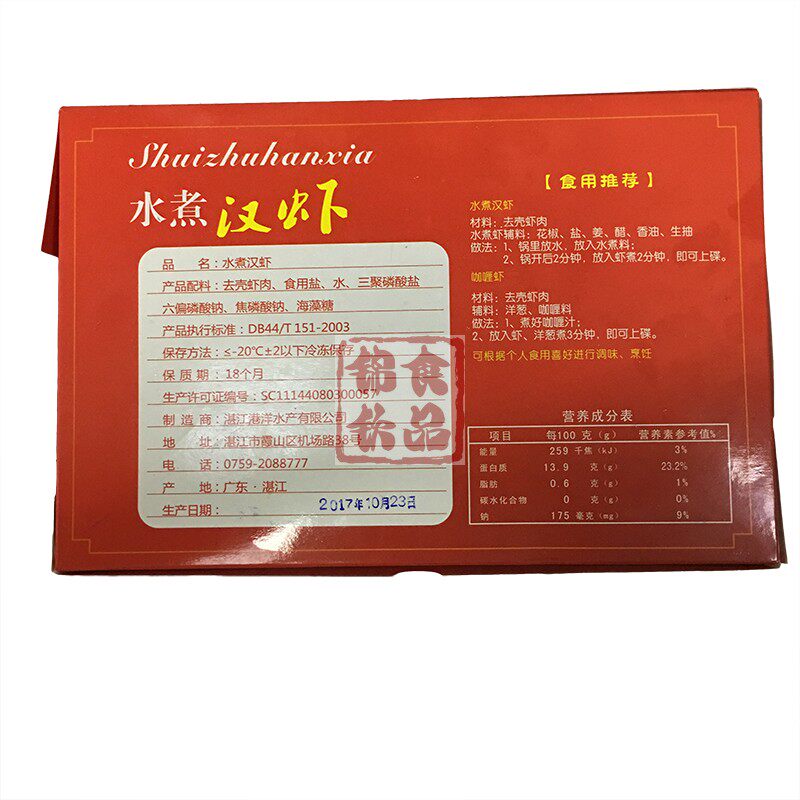 Shuizhuhanxia
水煮汉虾
品名：水煮汉虾
产品配料：去壳虾肉、食用盐、水、三聚磷酸盐
六偏磷酸钠、焦磷酸钠、海藻糖
产品执行标准：DB44/T 151-2003
保存方法：≤-20℃±2以下冷冻保存
保质期：18个月
生产许可证编号：SC11144080300057
制造商：湛江港洋水产有限公司
地址：湛江市霞山区机场路38号
电话：0759-2088777
产地：广东·湛江
生产日期：2017年10月23日
【食用推荐】
水煮汉虾
材料：去壳虾肉
水煮虾辅料：花椒、盐、姜、醋、香油、生抽
做法：1、锅里放水，放入水煮料；
2、锅开后2分钟，放入虾煮2分钟，即可上碟。
咖喱虾
材料：去壳虾肉
辅料：洋葱、咖喱料
做法：1、煮好咖喱汁；
2、放入虾、洋葱煮3分钟，即可上碟。
可根据个人食用喜好进行调味、烹饪
营养成分表
项目 每100克(g) 营养素参考值%
能量 259 千焦(kJ) 3%
蛋白质 13.9 克(g) 23.2%
脂肪 0.6 克(g) 1%
碳水化合物 0 克(g) 0%
钠 175 毫克(mg) 9%
锦食
欣品